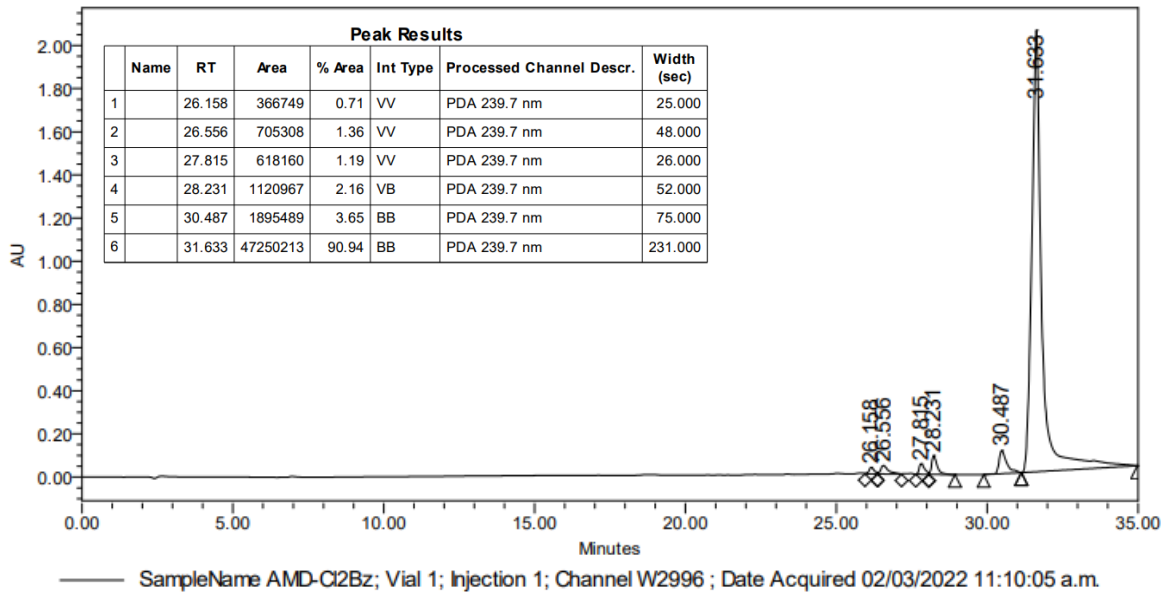 Peak Results
Name RT Area % Area Int Type Processed Channel Descr. Width (sec)
1 26.158 366749 0.71 VV PDA 239.7 nm 25.000
2 26.556 705308 1.36 VV PDA 239.7 nm 48.000
3 27.815 618160 1.19 VV PDA 239.7 nm 26.000
4 28.231 1120967 2.16 VB PDA 239.7 nm 52.000
5 30.487 1895489 3.65 BB PDA 239.7 nm 75.000
6 31.633 47250213 90.94 BB PDA 239.7 nm 231.000
AU
2.00
1.80
1.60
1.40
1.20
1.00
0.80
0.60
0.40
0.20
0.00
26.158
26.556
27.815
28.231
30.487
31.633
0.00 5.00 10.00 15.00 20.00 25.00 30.00 35.00
Minutes
SampleName AMD-Cl2Bz; Vial 1; Injection 1; Channel W2996 ; Date Acquired 02/03/2022 11:10:05 a.m.